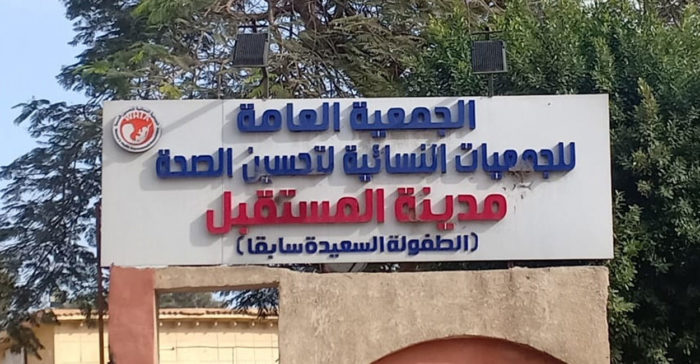 الجمعية العامة
للجمعيات النسائية لتحسين الصحة
مدينة المستقبل
(الطفولة السعيدة سابقا)